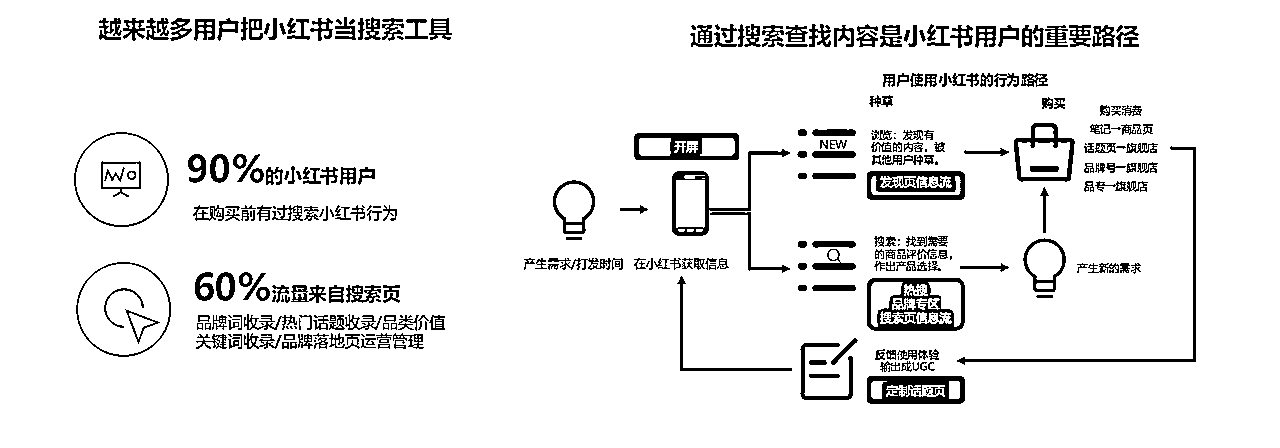 越来越多用户把小红书当搜索工具
90%的小红书用户
在购买前有过搜索小红书行为
60%流量来自搜索页
品牌词收录/热门话题收录/品类价值
关键词收录/品牌落地页运营管理
通过搜索查找内容是小红书用户的重要路径
用户使用小红书的行为路径
种草
购买
开屏
NEW
浏览：发现有
价值的内容，被
其他用户种草。
发现页信息流
购买消费
笔记→商品页
话题页→旗舰店
品牌号→旗舰店
品专→旗舰店
产生需求/打发时间
在小红书获取信息
搜索：找到需要
的商品评价信息，
作出产品选择。
热搜
品牌专区
搜索页信息流
产生新的需求
反馈使用体验
输出成UGC
定制话题页